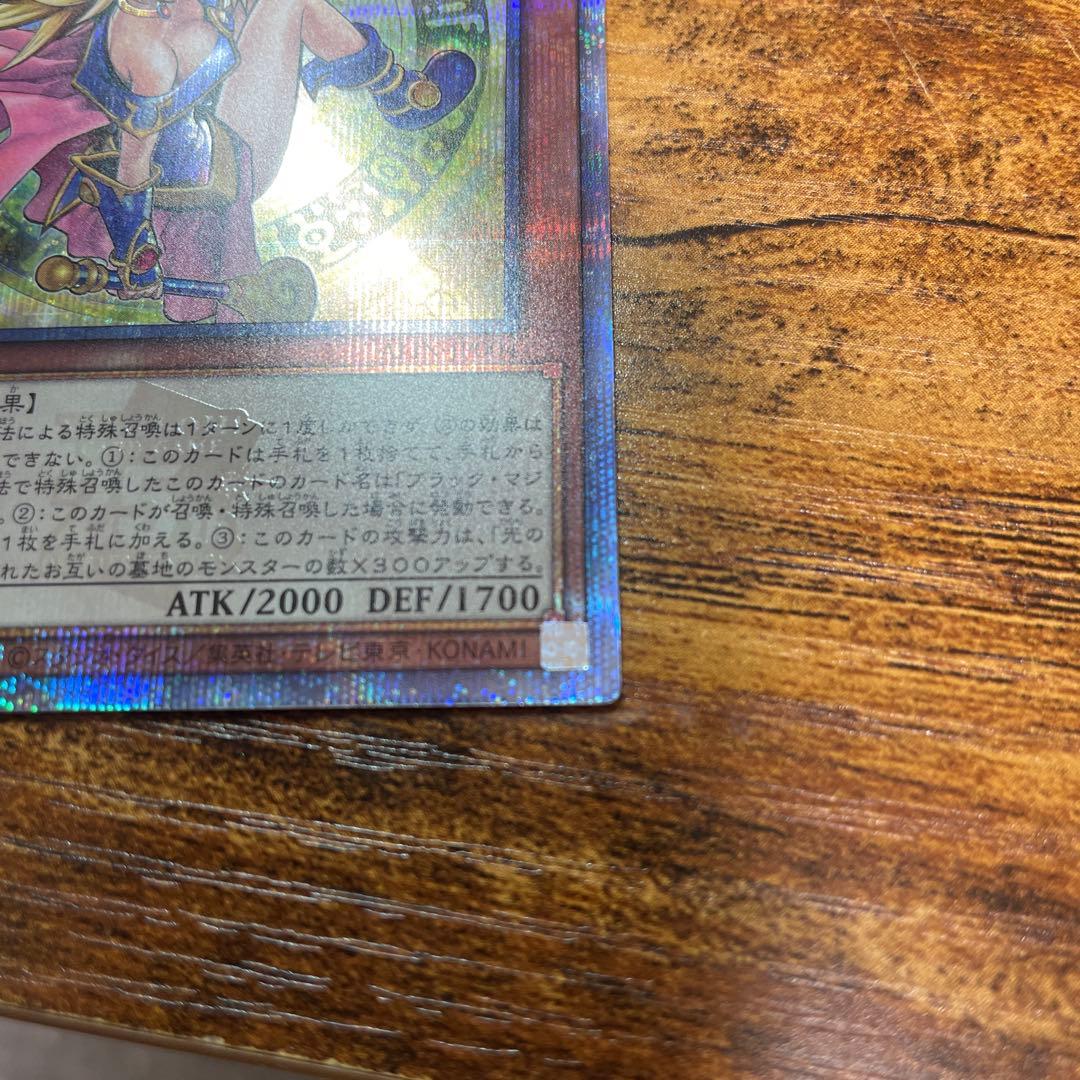 果】
法による特殊召喚は1ターンに1度しかできず、の効果は
できない。①:このカードは手札を1枚捨てて手札から
法で特殊召喚したこのカードのカード名は「ブラック・マジ
。②:このカードが召喚・特殊召喚した場合に発動できる。
1枚を手札に加える。③:このカードの攻撃力は、「光の
れたお互いの墓地のモンスターの数×300アップする。
ATK/2000 DEF/1700
©スタジオ・ダイス/集英社・テレビ東京・KONAMI